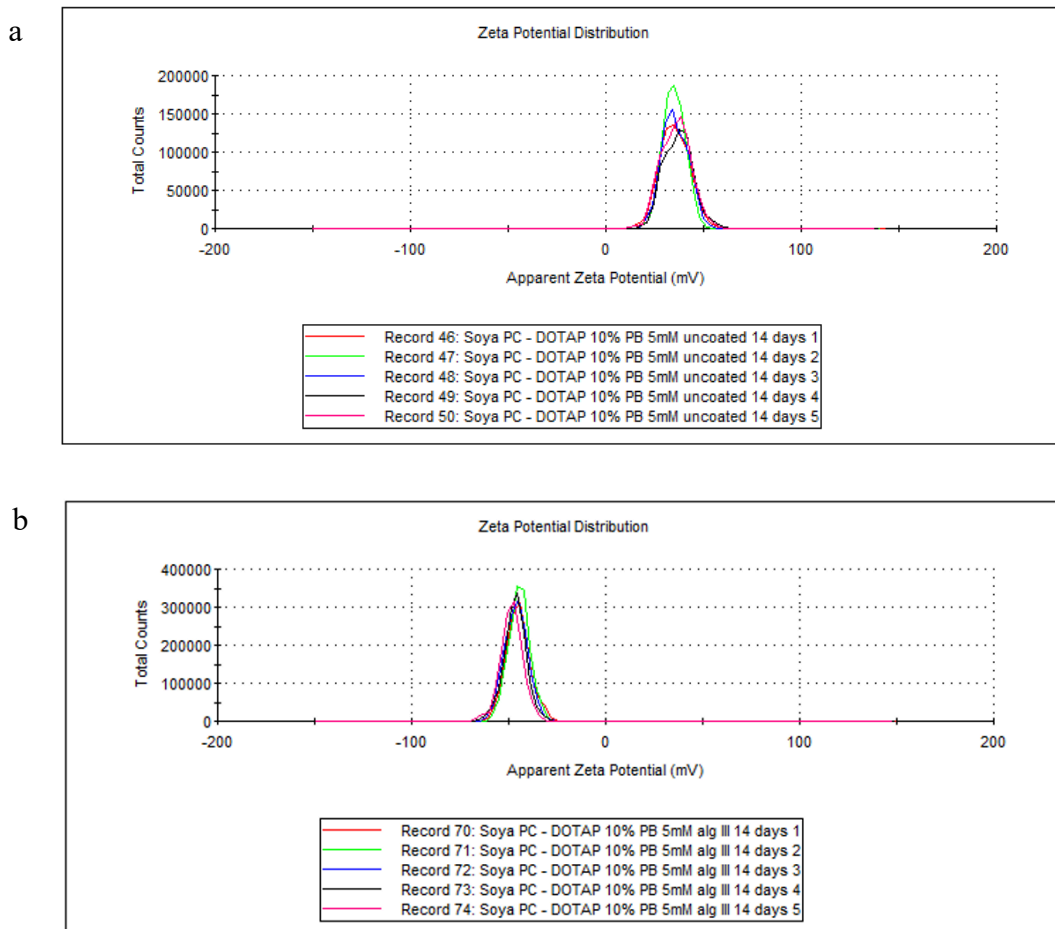 a
Zeta Potential Distribution
200000
150000
100000
50000
0
-200
-100
0
100
200
Total Counts
Apparent Zeta Potential (mV)
Record 46: Soya PC - DOTAP 10% PB 5mM uncoated 14 days 1
Record 47: Soya PC - DOTAP 10% PB 5mM uncoated 14 days 2
Record 48: Soya PC - DOTAP 10% PB 5mM uncoated 14 days 3
Record 49: Soya PC - DOTAP 10% PB 5mM uncoated 14 days 4
Record 50: Soya PC - DOTAP 10% PB 5mM uncoated 14 days 5
b
Zeta Potential Distribution
400000
300000
200000
100000
0
-200
-100
0
100
200
Total Counts
Apparent Zeta Potential (mV)
Record 70: Soya PC - DOTAP 10% PB 5mM alg III 14 days 1
Record 71: Soya PC - DOTAP 10% PB 5mM alg III 14 days 2
Record 72: Soya PC - DOTAP 10% PB 5mM alg III 14 days 3
Record 73: Soya PC - DOTAP 10% PB 5mM alg III 14 days 4
Record 74: Soya PC - DOTAP 10% PB 5mM alg III 14 days 5